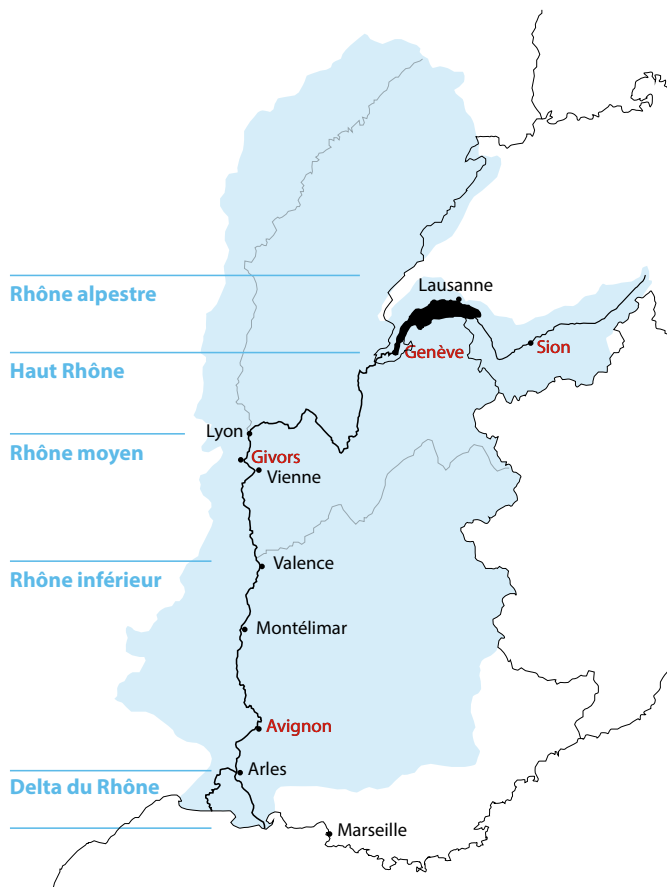 Lausanne
Rhône alpestre
Genève
Sion
Haut Rhône
Lyon
Rhône moyen
Givors
Vienne
Valence
Rhône inférieur
Montélimar
Avignon
Arles
Delta du Rhône
Marseille